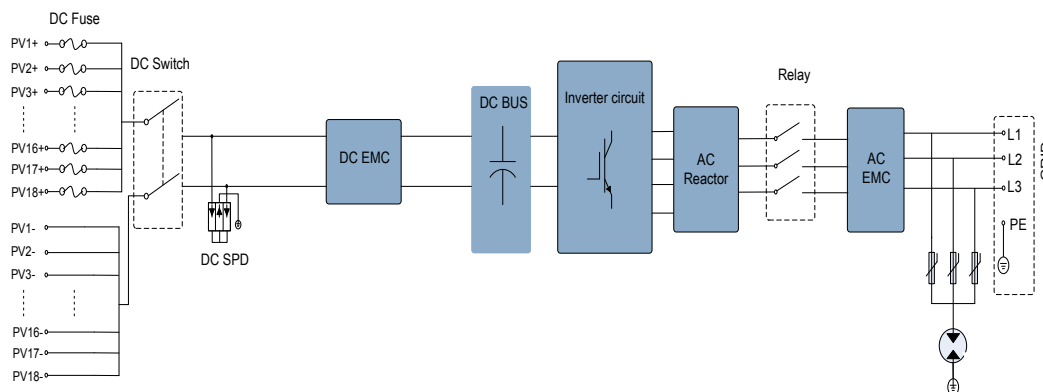 DC Fuse
PV1+
PV2+
PV3+
PV16+
PV17+
PV18+
PV1-
PV2-
PV3-
PV16-
PV17-
PV18-
DC Switch
DC SPD
DC EMC
DC BUS
Inverter circuit
AC
Reactor
Relay
AC
EMC
L1
L2
L3
PE